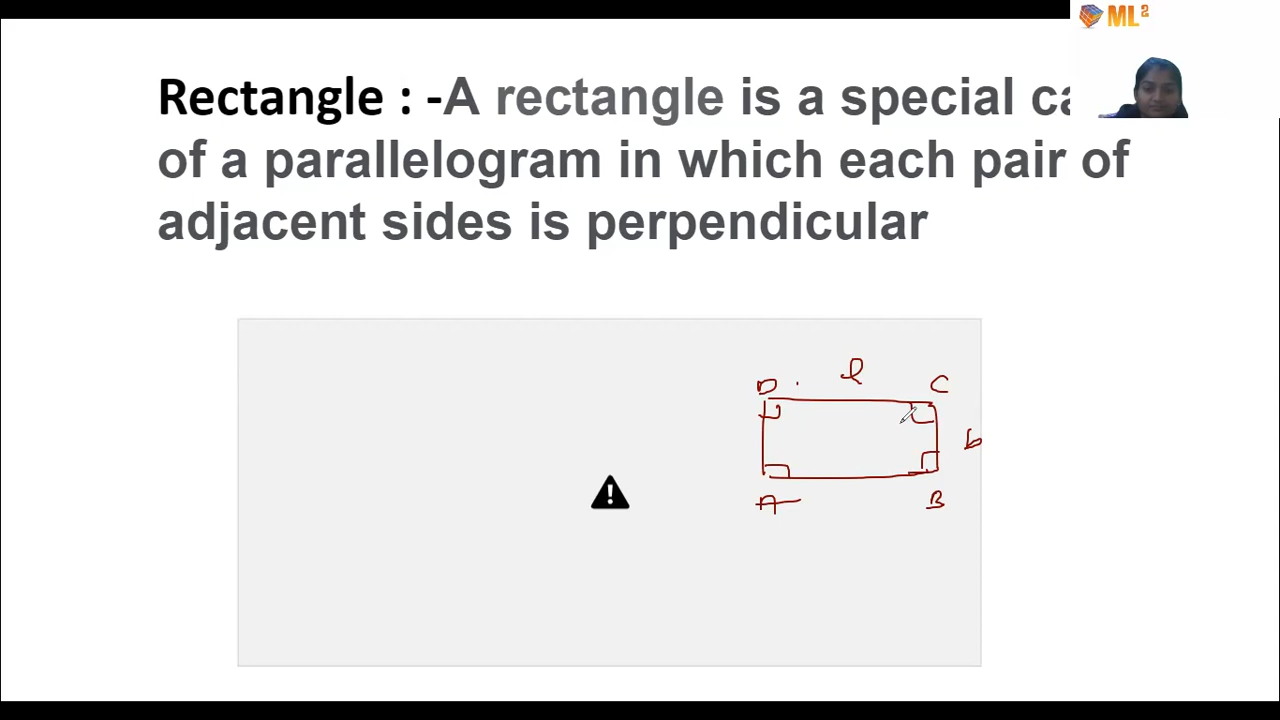 ML²
Rectangle : -A rectangle is a special ca
of a parallelogram in which each pair of
adjacent sides is perpendicular
D l C
b
A B